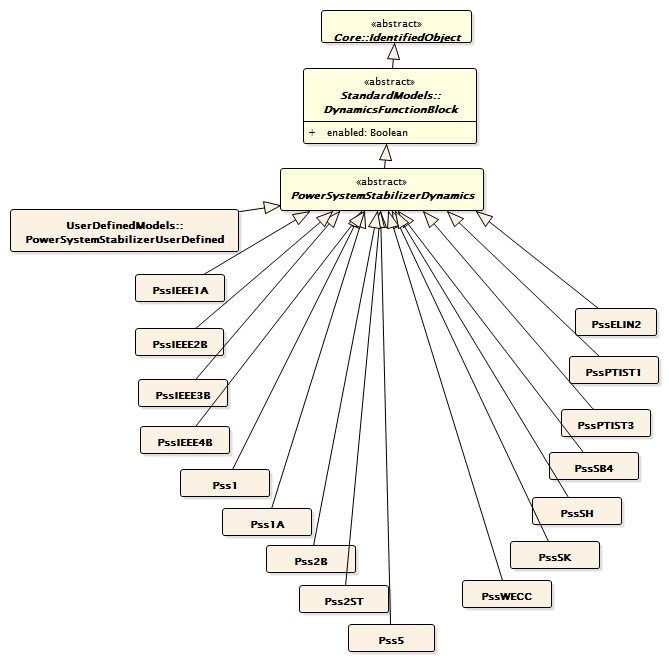 «abstract»
Core::IdentifiedObject
«abstract»
StandardModels::
DynamicsFunctionBlock
+ enabled: Boolean
«abstract»
PowerSystemStabilizerDynamics
UserDefinedModels::
PowerSystemStabilizerUserDefined
PssIEEE1A
PssELIN2
PssIEEE2B
PssPTIST1
PssIEEE3B
PssPTIST3
PssIEEE4B
PssSB4
Pss1
PssSH
Pss1A
PssSK
Pss2B
PssWECC
Pss2ST
Pss5